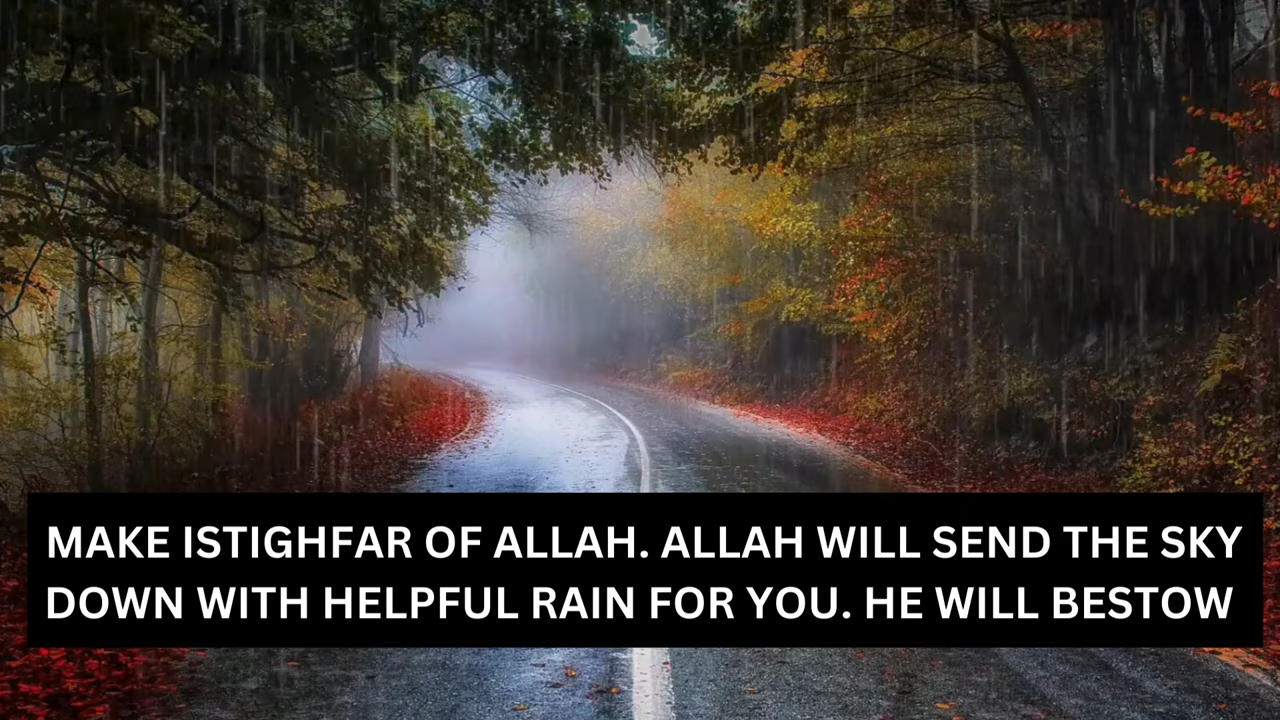 MAKE ISTIGHFAR OF ALLAH. ALLAH WILL SEND THE SKY
DOWN WITH HELPFUL RAIN FOR YOU. HE WILL BESTOW